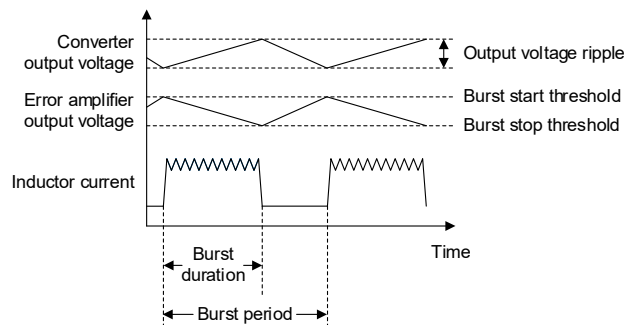 Converter
output voltage
Output voltage ripple
Error amplifier
output voltage
Burst start threshold
Burst stop threshold
Inductor current
Time
Burst
duration
Burst period